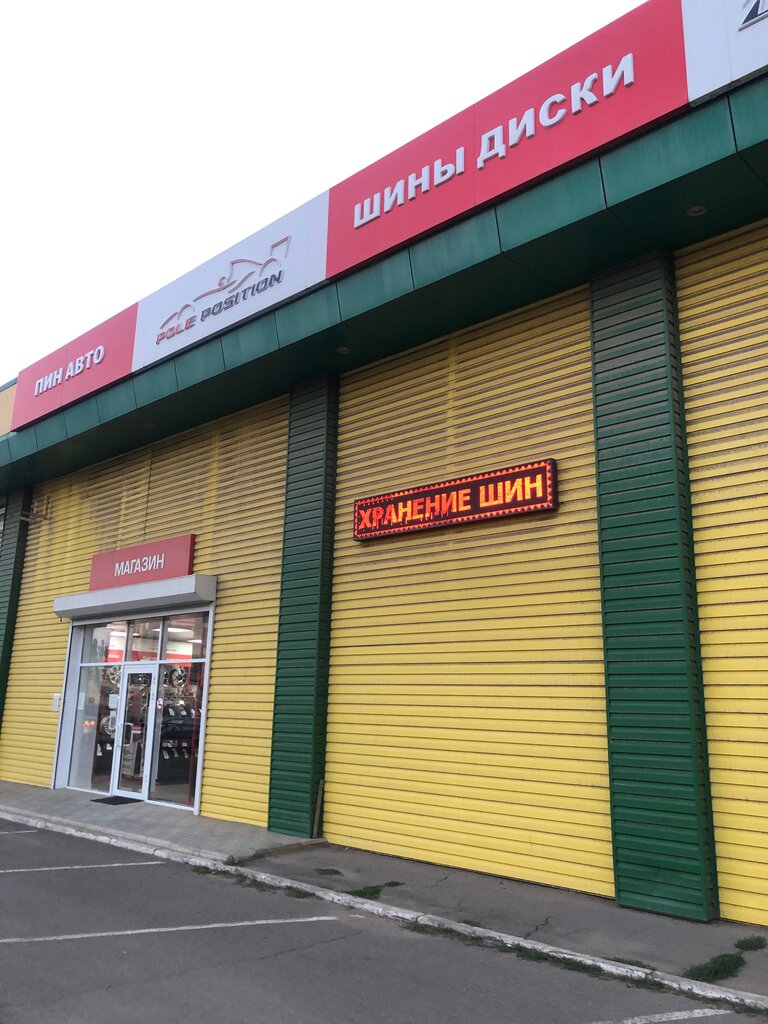 ПИН АВТО
POLE POSITION
ШИНЫ ДИСКИ
МАГАЗИН
ХРАНЕНИЕ ШИН